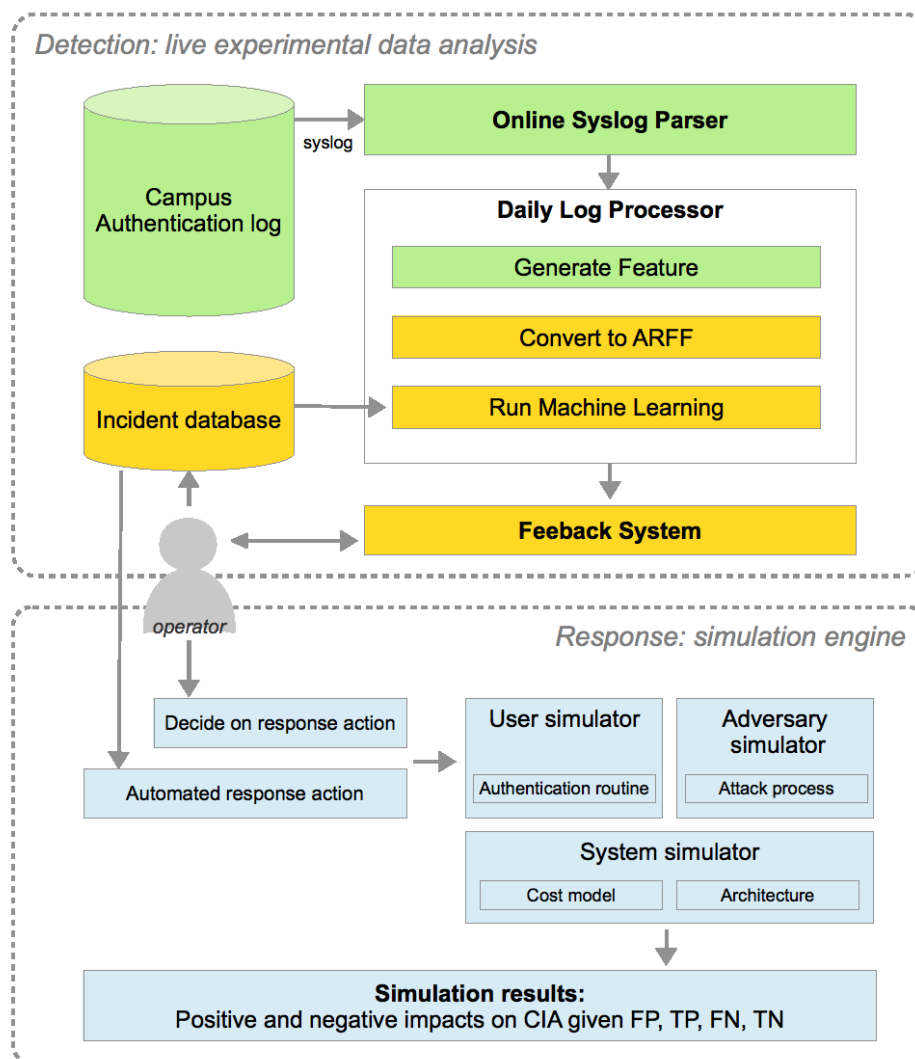 Detection: live experimental data analysis
Campus
Authentication log
syslog
Online Syslog Parser
Daily Log Processor
Generate Feature
Convert to ARFF
Run Machine Learning
Incident database
Feeback System
operator
Response: simulation engine
Decide on response action
Automated response action
User simulator
Authentication routine
Adversary
simulator
Attack process
System simulator
Cost model
Architecture
Simulation results:
Positive and negative impacts on CIA given FP, TP, FN, TN